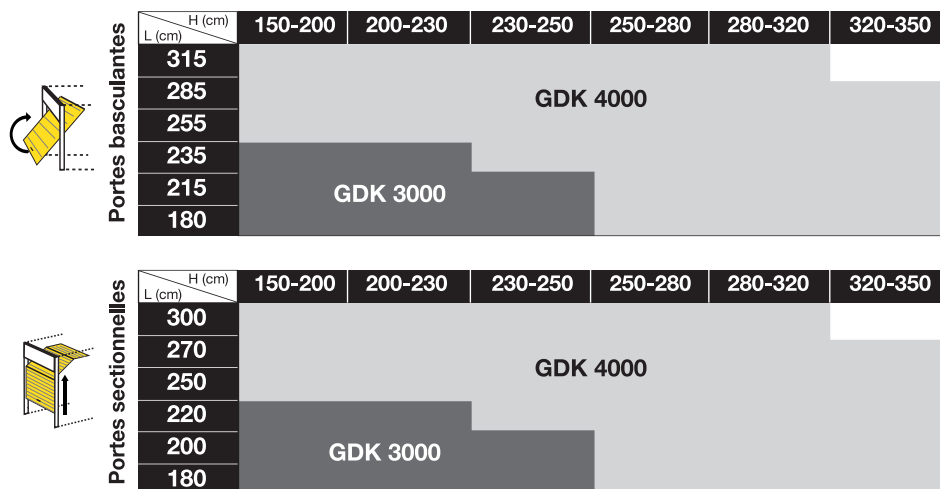 Portes basculantes
H (cm) 150-200 200-230 230-250 250-280 280-320 320-350
L (cm)
315
285
GDK 4000
255
235
215
GDK 3000
180
Portes sectionnelles
H (cm) 150-200 200-230 230-250 250-280 280-320 320-350
L (cm)
300
270
GDK 4000
250
220
200
GDK 3000
180